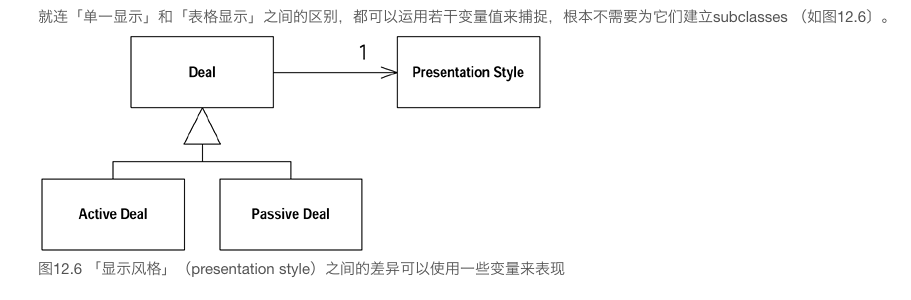 就连「单一显示」和「表格显示」之间的区别，都可以运用若干变量值来捕捉，根本不需要为它们建立subclasses （如图12.6）。
1
Deal
Presentation Style
Active Deal
Passive Deal
图12.6 「显示风格」（presentation style）之间的差异可以使用一些变量来表现